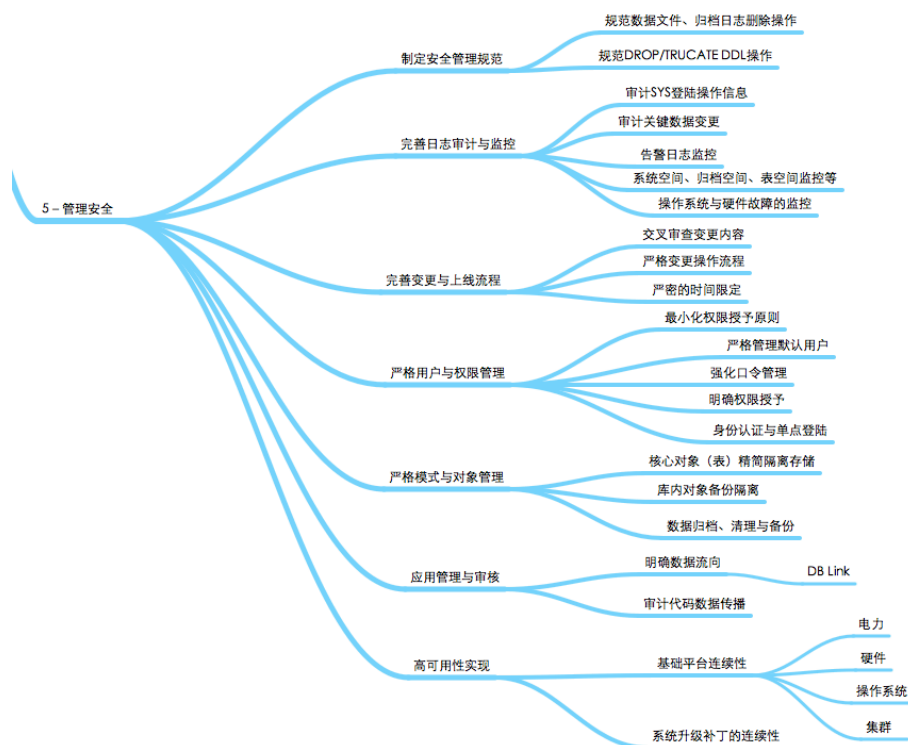 5 – 管理安全
制定安全管理规范
规范数据文件、归档日志删除操作
规范DROP/TRUCATE DDL操作
完善日志审计与监控
审计SYS登陆操作信息
审计关键数据变更
告警日志监控
系统空间、归档空间、表空间监控等
操作系统与硬件故障的监控
完善变更与上线流程
交叉审查变更内容
严格变更操作流程
严密的时间限定
严格用户与权限管理
最小化权限授予原则
严格管理默认用户
强化口令管理
明确权限授予
身份认证与单点登陆
严格模式与对象管理
核心对象（表）精简隔离存储
库内对象备份隔离
数据归档、清理与备份
应用管理与审核
明确数据流向
DB Link
审计代码数据传播
高可用性实现
基础平台连续性
电力
硬件
操作系统
集群
系统升级补丁的连续性